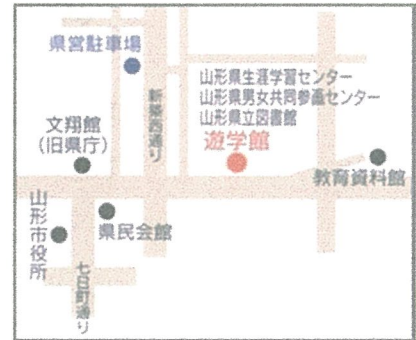 県営駐車場
山形県生涯学習センター
山形県男女共同参画センター
山形県立図書館
遊学館
新築西通り
文翔館
(旧県庁)
教育資料館
県民会館
山形市役所
七日町通り